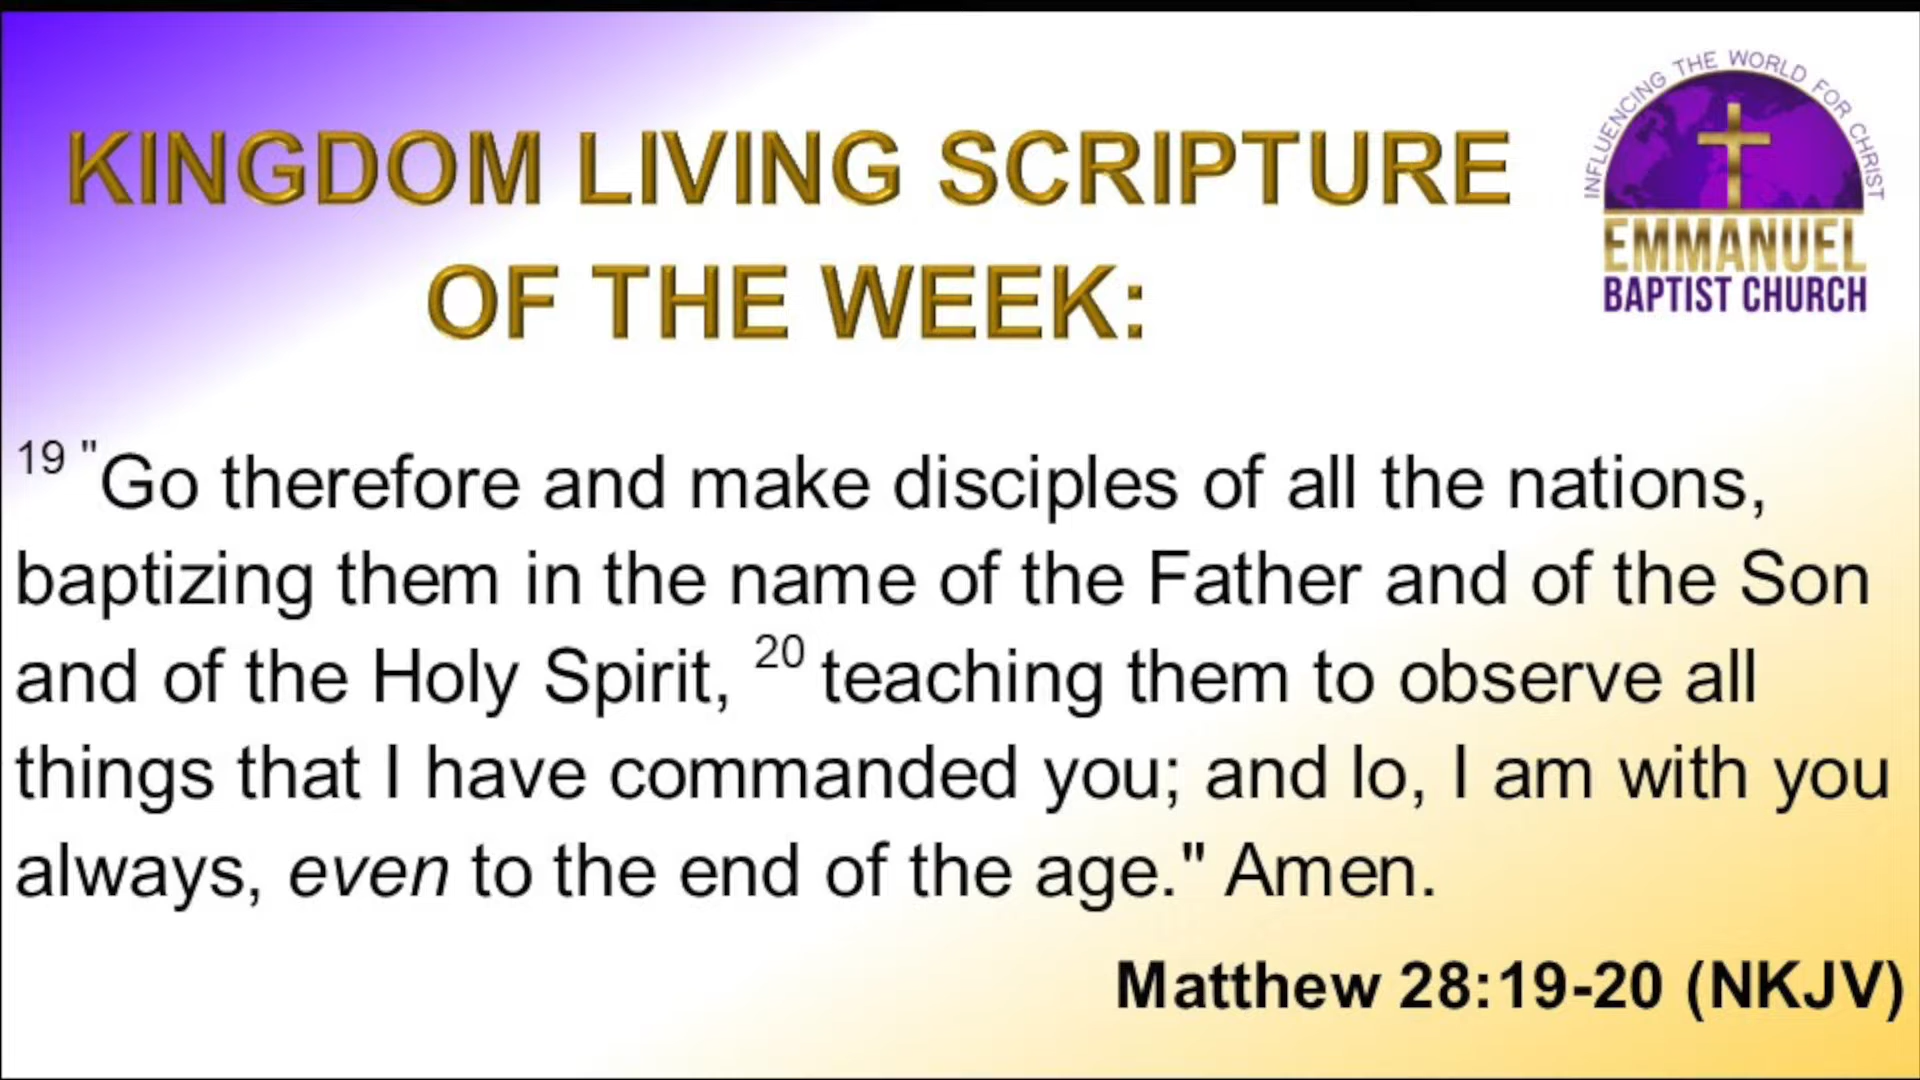 KINGDOM LIVING SCRIPTURE
OF THE WEEK:
INFLUENCING THE WORLD FOR CHRIST
EMMANUEL
BAPTIST CHURCH
19 "Go therefore and make disciples of all the nations,
baptizing them in the name of the Father and of the Son
and of the Holy Spirit, 20 teaching them to observe all
things that I have commanded you; and lo, I am with you
always, even to the end of the age." Amen.
Matthew 28:19-20 (NKJV)